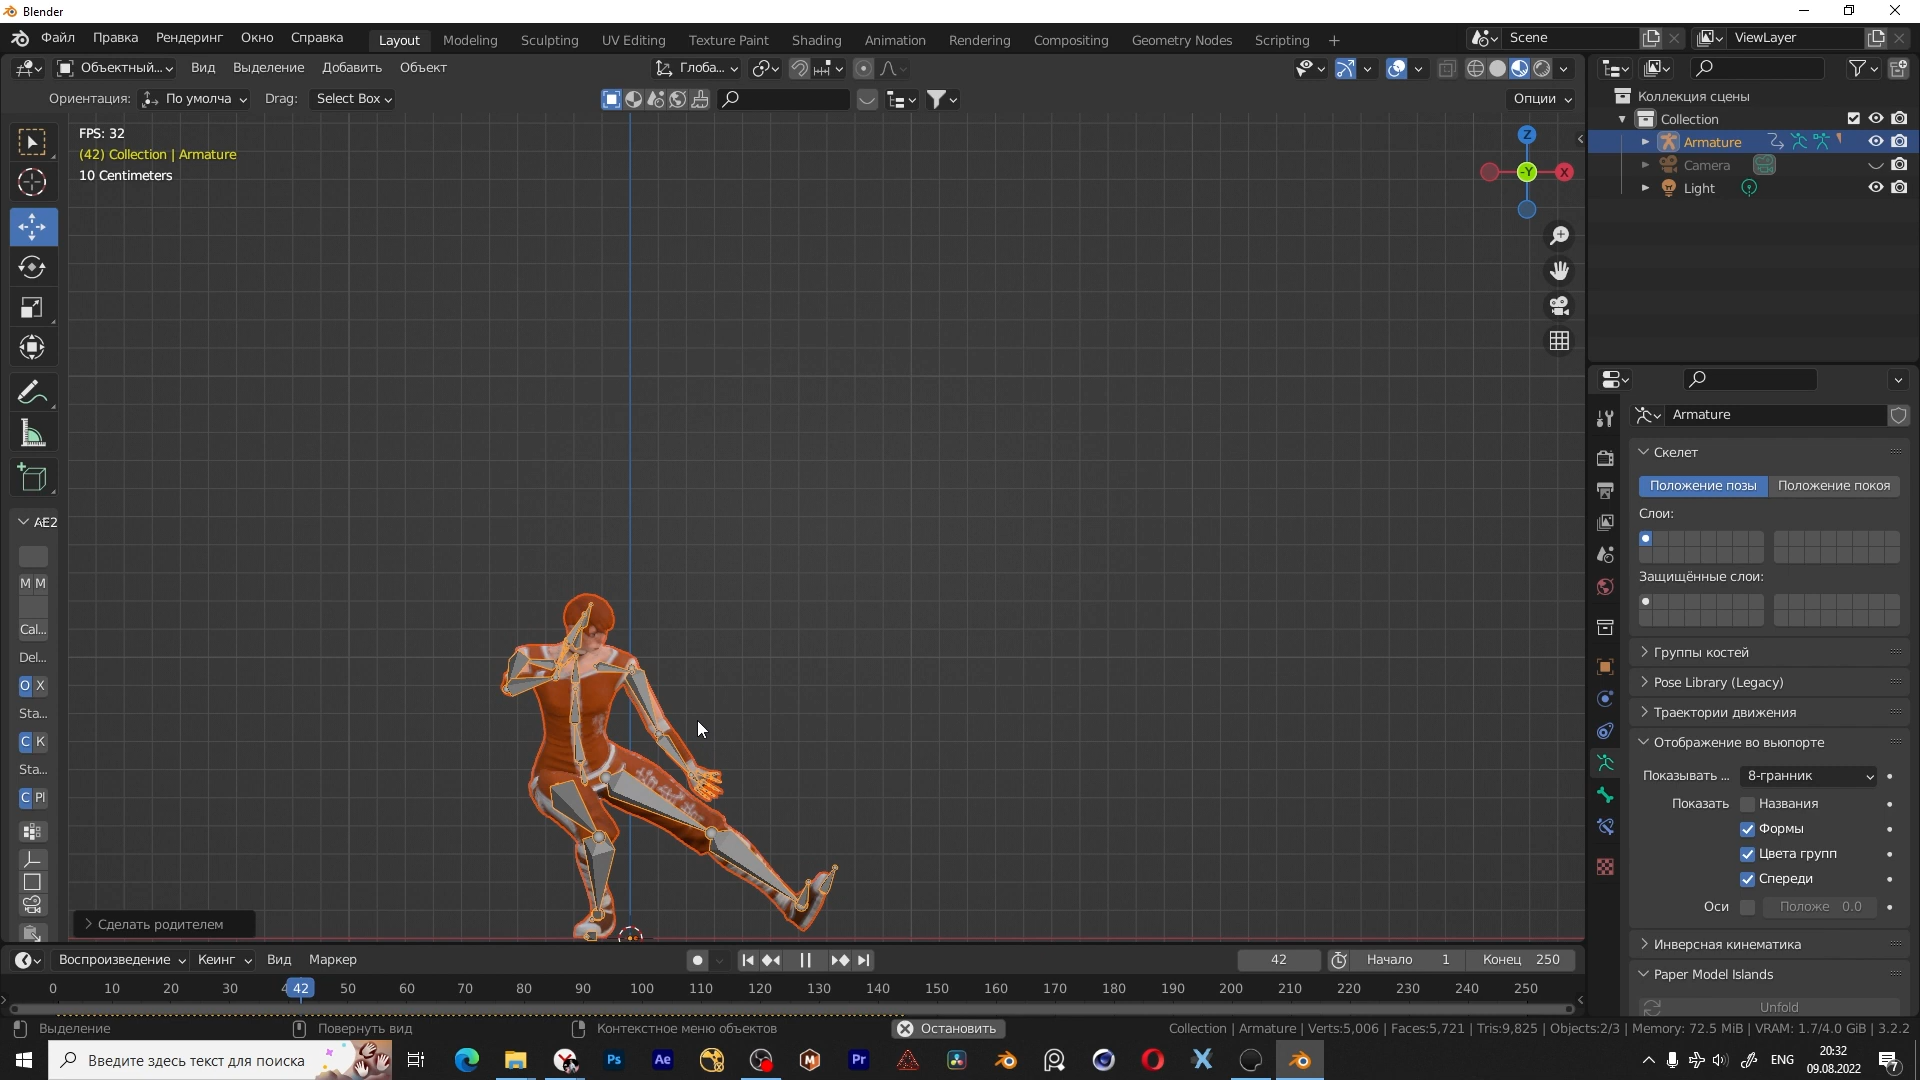 Blender
Файл Правка Рендеринг Окно Справка Layout Modeling Sculpting UV Editing Texture Paint Shading Animation Rendering Compositing Geometry Nodes Scripting + Scene ViewLayer
Объектный... Вид Выделение Добавить Объект Глоба...
Ориентация: По умолча Drag: Select Box Опции
FPS: 32
(42) Collection | Armature
10 Centimeters
Z
-Y X
Коллекция сцены
Collection
Armature
Camera
Light
AE2
M M
Cal...
Del...
O X
Sta...
C K
Sta...
C Pl
Сделать родителем
Armature
Скелет
Положение позы Положение покоя
Слои:
Защищённые слои:
Группы костей
Pose Library (Legacy)
Траектории движения
Отображение во вьюпорте
Показывать ... 8-гранник
Показать Названия
Формы
Цвета групп
Спереди
Оси Положе 0.0
Инверсная кинематика
Paper Model Islands
Unfold
Воспроизведение Кеинг Вид Маркер 42 Начало 1 Конец 250
0 10 20 30 4 42 50 60 70 80 90 100 110 120 130 140 150 160 170 180 190 200 210 220 230 240 250
Выделение Повернуть вид Контекстное меню объектов Остановить Collection | Armature | Verts:5,006 | Faces:5,721 | Tris:9,825 | Objects:2/3 | Memory: 72.5 MiB | VRAM: 1.7/4.0 GiB | 3.2.2
Введите здесь текст для поиска Ps Ae Pr ENG 20:32
09.08.2022 7